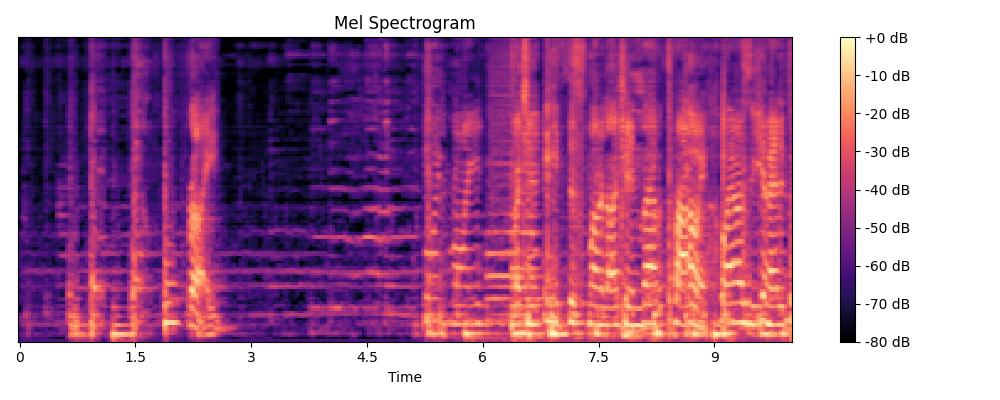 Mel Spectrogram
+0 dB
-10 dB
-20 dB
-30 dB
-40 dB
-50 dB
-60 dB
-70 dB
-80 dB
0 1.5 3 4.5 6 7.5 9
Time